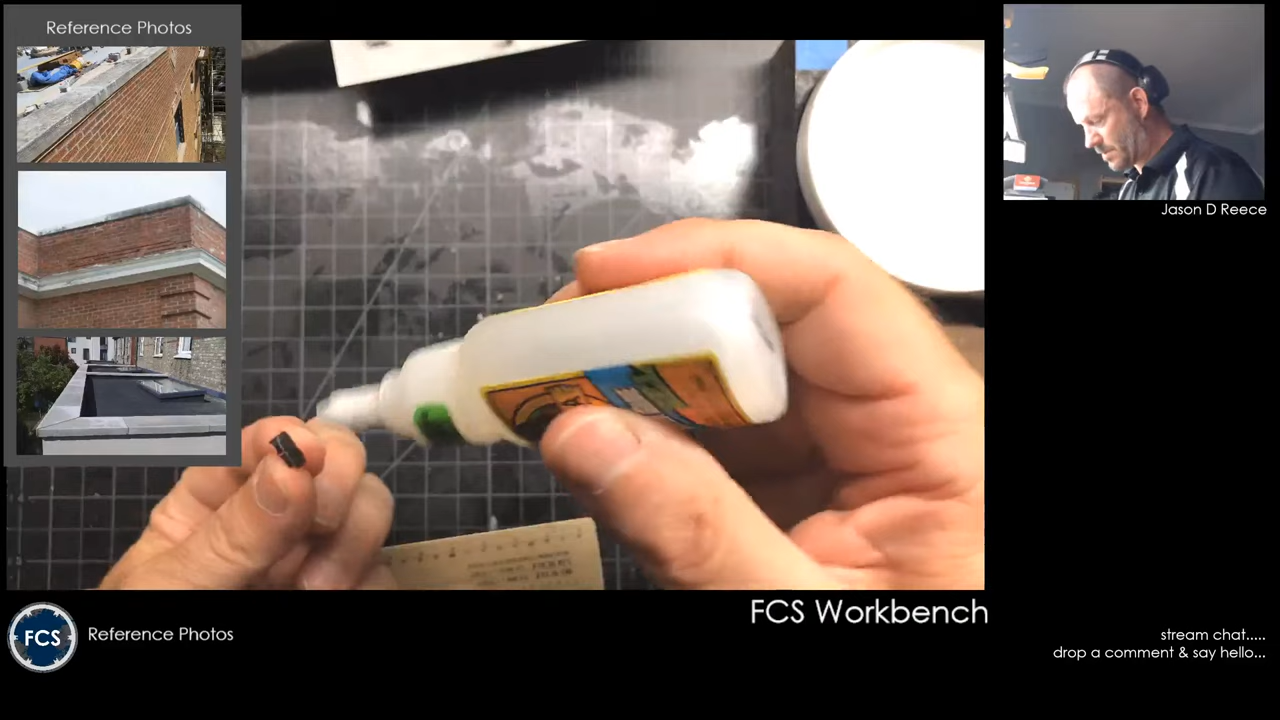 Reference Photos
Jason D Reece
FCS Workbench
FCS
Reference Photos
stream chat.....
drop a comment & say hello...